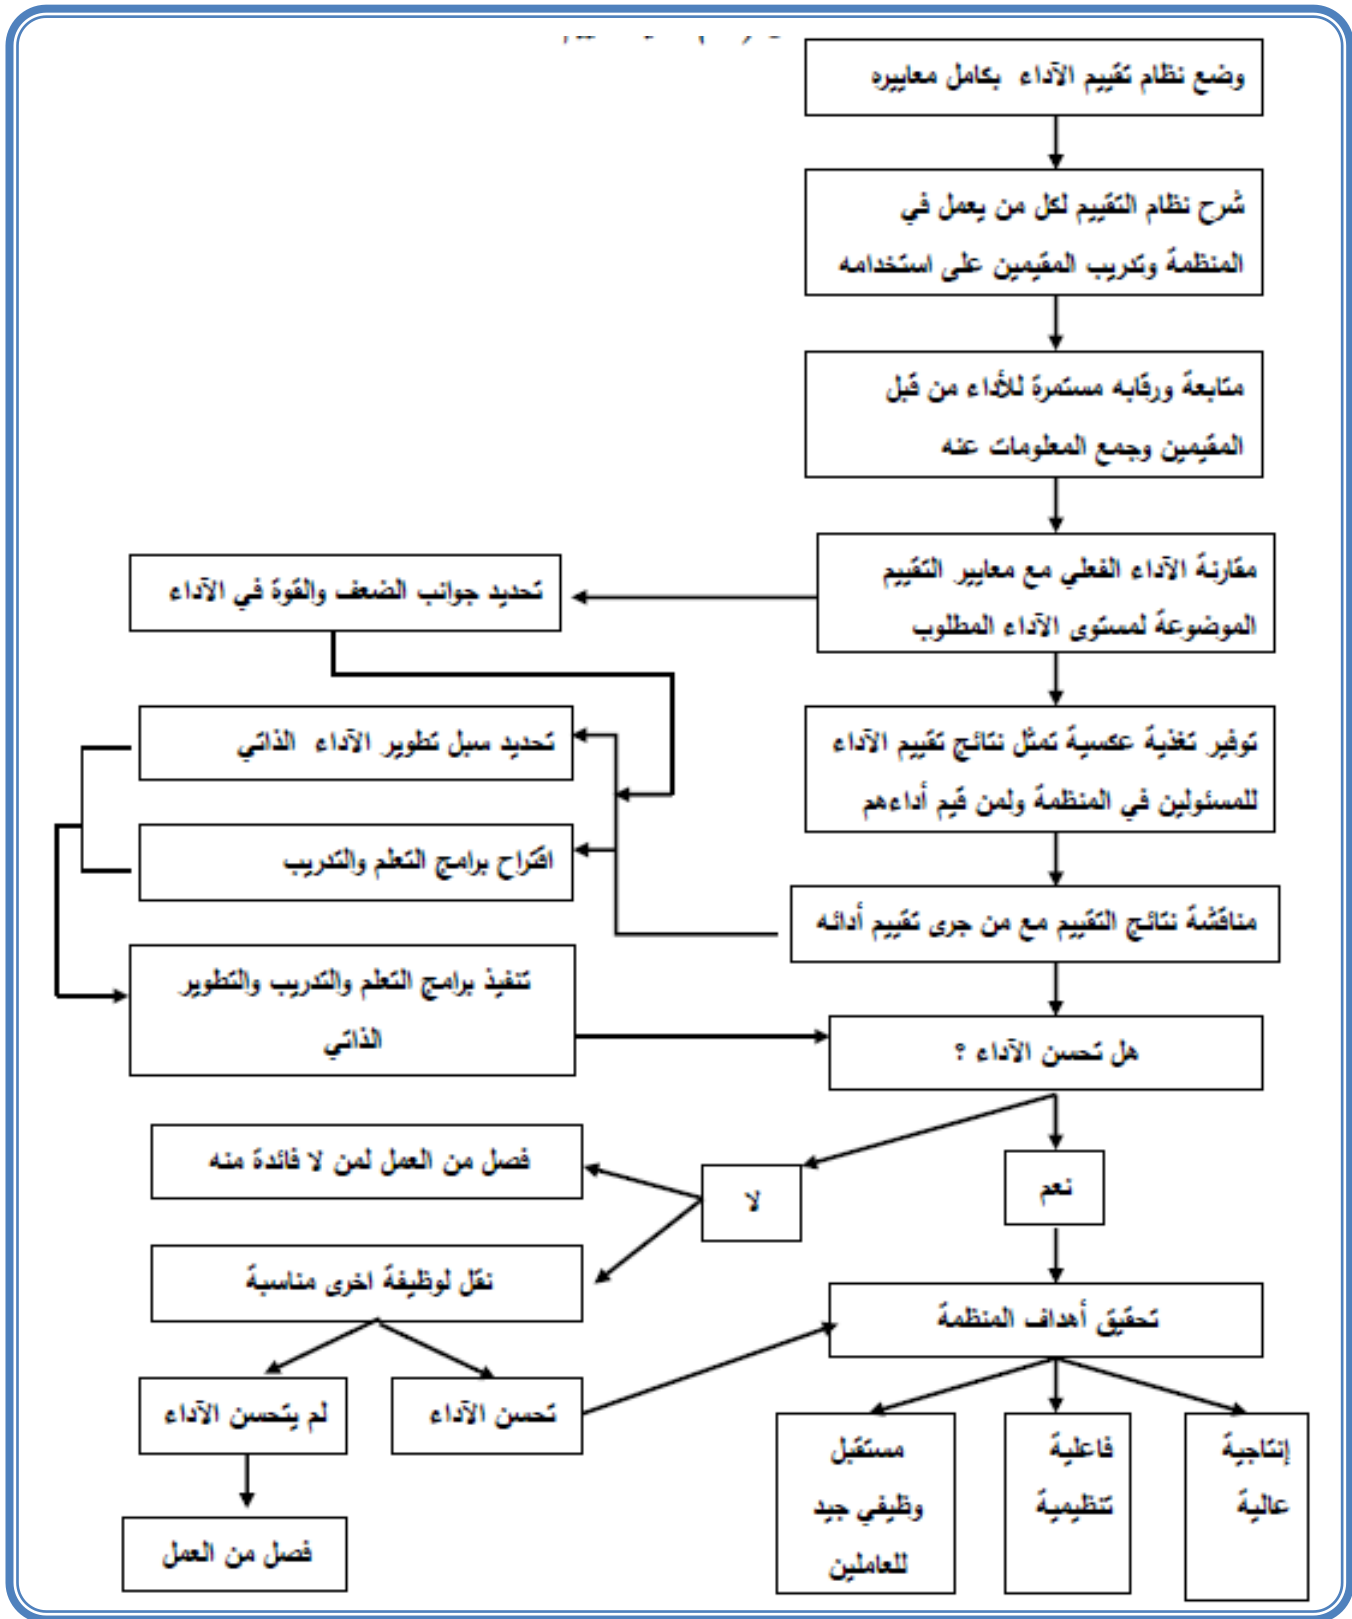 وضع نظام تقييم الآداء بكامل معاييره
شرح نظام التقييم لكل من يعمل في
المنظمة وتدريب المقيمين على استخدامه
متابعة ورقابه مستمرة للأداء من قبل
المقيمين وجمع المعلومات عنه
مقارنة الآداء الفعلي مع معايير التقييم
الموضوعة لمستوى الآداء المطلوب
تحديد جوانب الضعف والقوة في الآداء
توفير تغذية عكسية تمثل نتائج تقييم الآداء
للمسئولين في المنظمة ولمن قيم أداءهم
تحديد سبل تطوير الآداء الذاتي
اقتراح برامج التعلم والتدريب
مناقشة نتائج التقييم مع من جرى تقييم أدائه
تنفيذ برامج التعلم والتدريب والتطوير
الذاتي
هل تحسن الآداء ؟
نعم
لا
فصل من العمل لمن لا فائدة منه
نقل لوظيفة اخرى مناسبة
تحقيق أهداف المنظمة
تحسن الآداء
لم يتحسن الآداء
إنتاجية
عالية
فاعلية
تنظيمية
مستقبل
وظيفي جيد
للعاملين
فصل من العمل